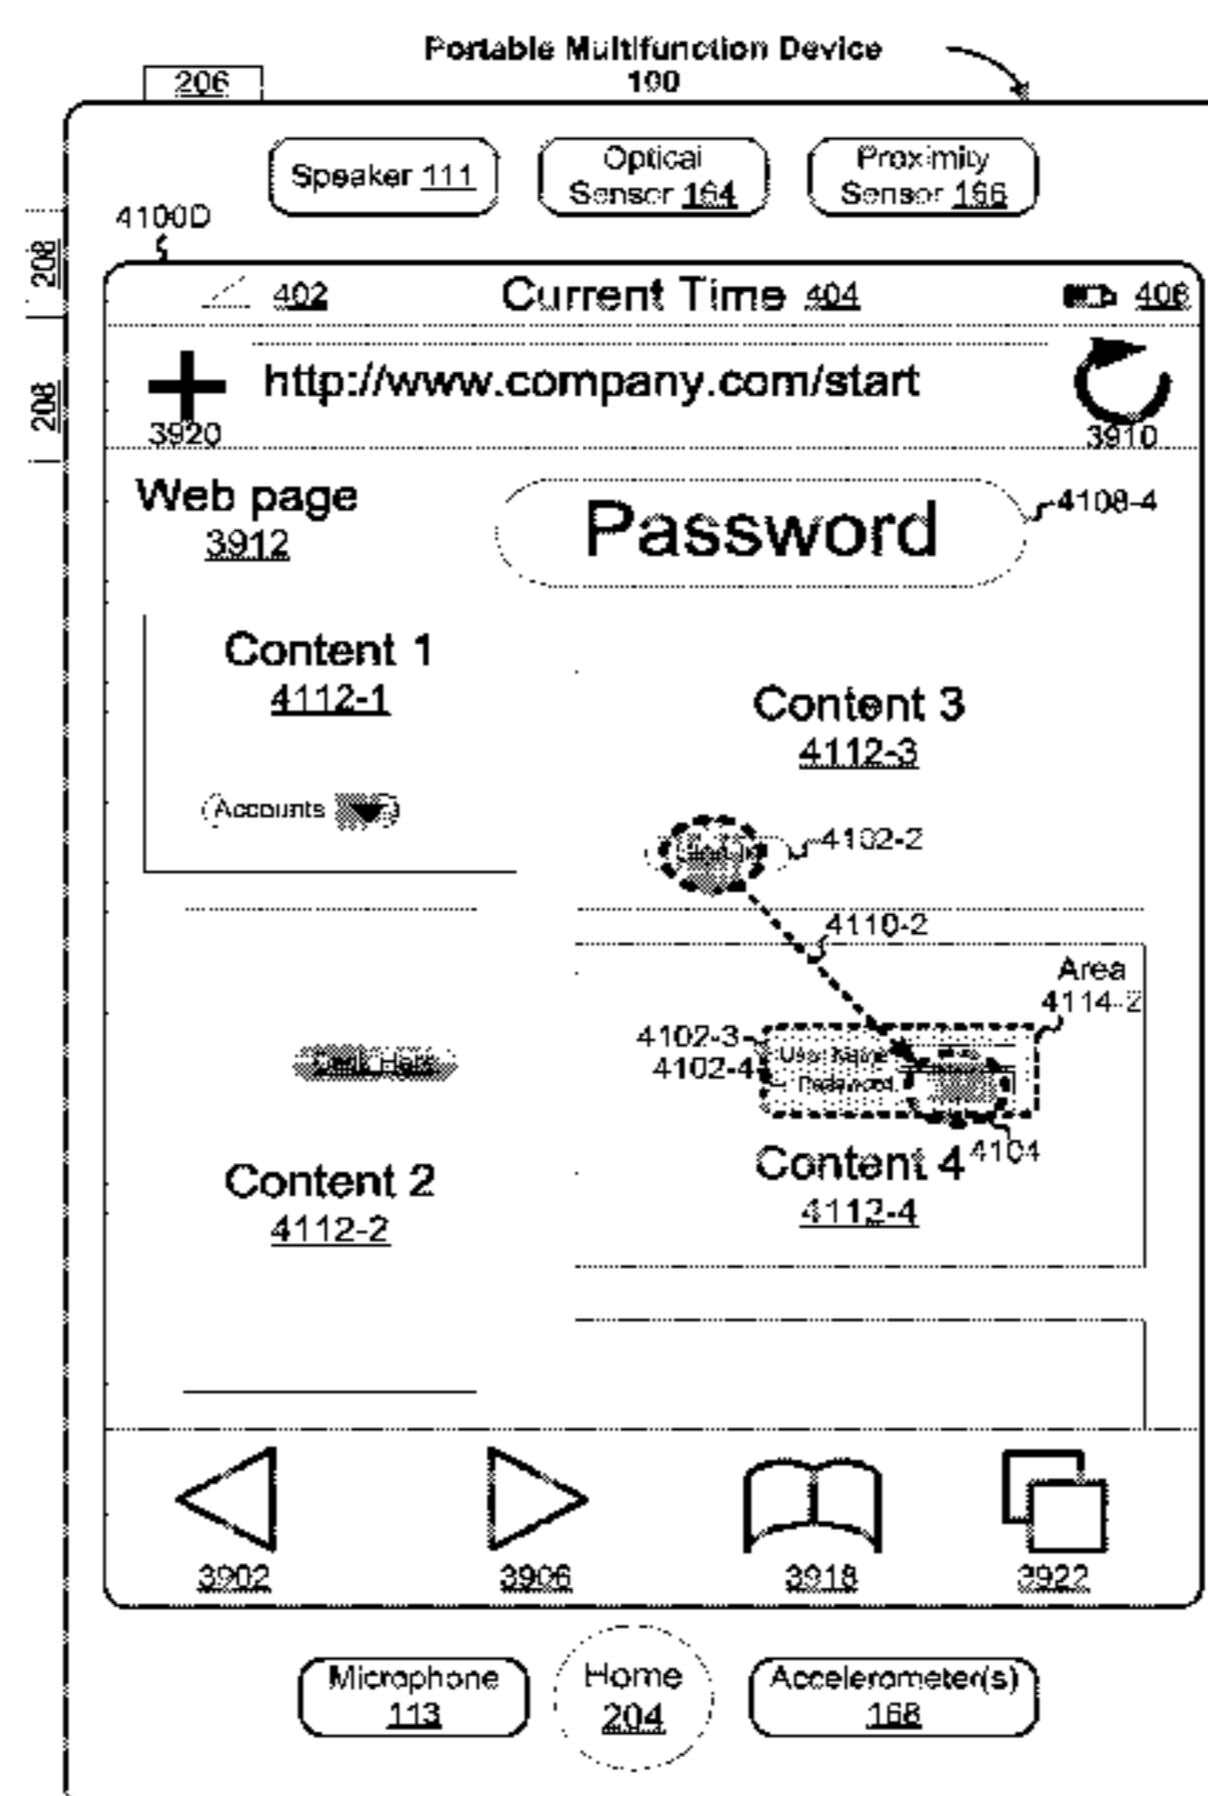 Portable Multifunction Device
100
206
Speaker 111
Optical
Sensor 164
Proximity
Sensor 166
208
208
4100D
402
Current Time 404
406
3920
http://www.company.com/start
3910
Web page
3912
Password
4108-4
Content 1
4112-1
Accounts
Content 3
4112-3
4102-2
4110-2
Area
4114-2
4102-3
User Name
4102-4
Password
4104
Click Here
Content 2
4112-2
Content 4
4112-4
3902
3906
3918
3922
Microphone
113
Home
204
Accelerometer(s)
168